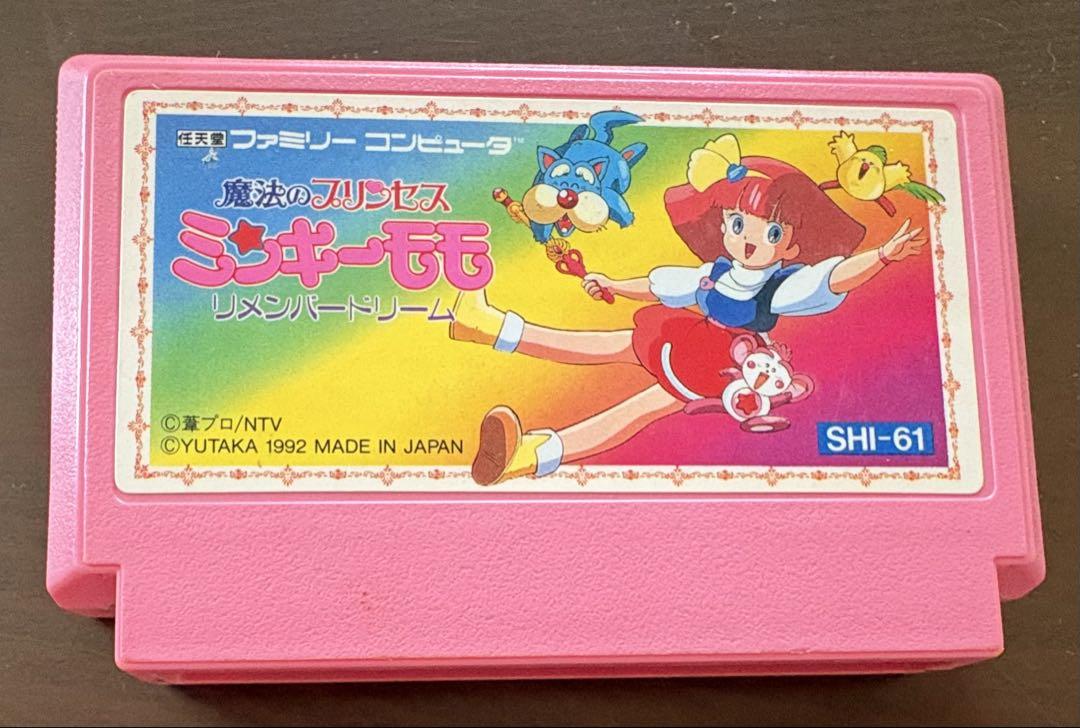 任天堂 ファミリー コンピュータ™
魔法のプリンセス
ミンキーモモ
リメンバードリーム
©葦プロ/NTV
©YUTAKA 1992 MADE IN JAPAN
SHI-61